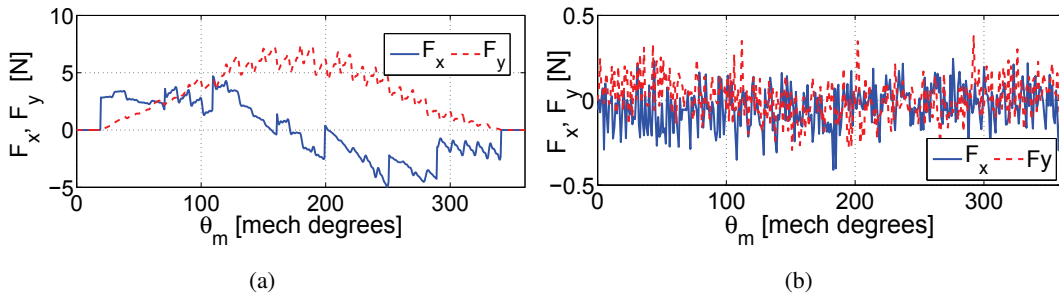 10
5
0
−5
F_x, F_y [N]
F_x F_y
0 100 200 300
θ_m [mech degrees]
(a)
0.5
0
−0.5
F_x, F_y [N]
F_x Fy
0 100 200 300
θ_m [mech degrees]
(b)